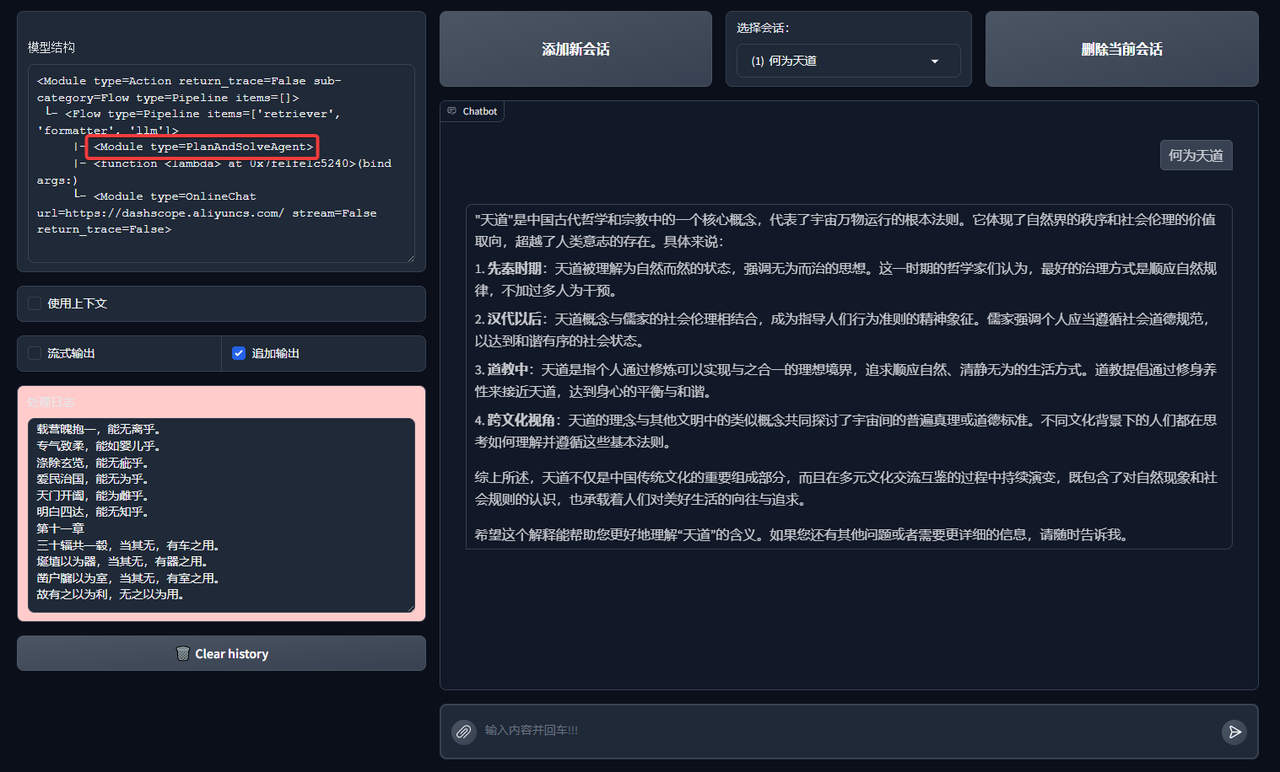 模型结构
<Module type=Action return_trace=False sub-
category=Flow type=Pipeline items=[]>
└─ <Flow type=Pipeline items=['retriever',
'formatter', 'llm']>
|- <Module type=PlanAndSolveAgent>
|- <function <lambda> at 0x7fe1fe1c5240>(bind
args:)
└─ <Module type=OnlineChat
url=https://dashscope.aliyuncs.com/ stream=False
return_trace=False>
使用上下文
流式输出
追加输出
处理日志
载营魄抱一，能无离乎。
专气致柔，能如婴儿乎。
涤除玄览，能无疵乎。
爱民治国，能无为乎。
天门开阖，能为雌乎。
明白四达，能无知乎。
第十一章
三十辐共一毂，当其无，有车之用。
埏埴以为器，当其无，有器之用。
凿户牖以为室，当其无，有室之用。
故有之以为利，无之以为用。
Clear history
添加新会话
选择会话：
(1) 何为天道
删除当前会话
Chatbot
何为天道
"天道"是中国古代哲学和宗教中的一个核心概念，代表了宇宙万物运行的根本法则。它体现了自然界的秩序和社会伦理的价值
取向，超越了人类意志的存在。具体来说：
1. 先秦时期：天道被理解为自然而然的状态，强调无为而治的思想。这一时期的哲学家们认为，最好的治理方式是顺应自然规
律，不加过多人为干预。
2. 汉代以后：天道概念与儒家的社会伦理相结合，成为指导人们行为准则的精神象征。儒家强调个人应当遵循社会道德规范，
以达到和谐有序的社会状态。
3. 道教中：天道是指个人通过修炼可以实现与之合一的理想境界，追求顺应自然、清静无为的生活方式。道教提倡通过修身养
性来接近天道，达到身心的平衡与和谐。
4. 跨文化视角：天道的理念与其他文明中的类似概念共同探讨了宇宙间的普遍真理或道德标准。不同文化背景下的人们都在思
考如何理解并遵循这些基本法则。
综上所述，天道不仅是中国传统文化的重要组成部分，而且在多元文化交流互鉴的过程中持续演变，既包含了对自然现象和社
会规则的认识，也承载着人们对美好生活的向往与追求。
希望这个解释能帮助您更好地理解“天道”的含义。如果您还有其他问题或者需要更详细的信息，请随时告诉我。
输入内容并回车!!!